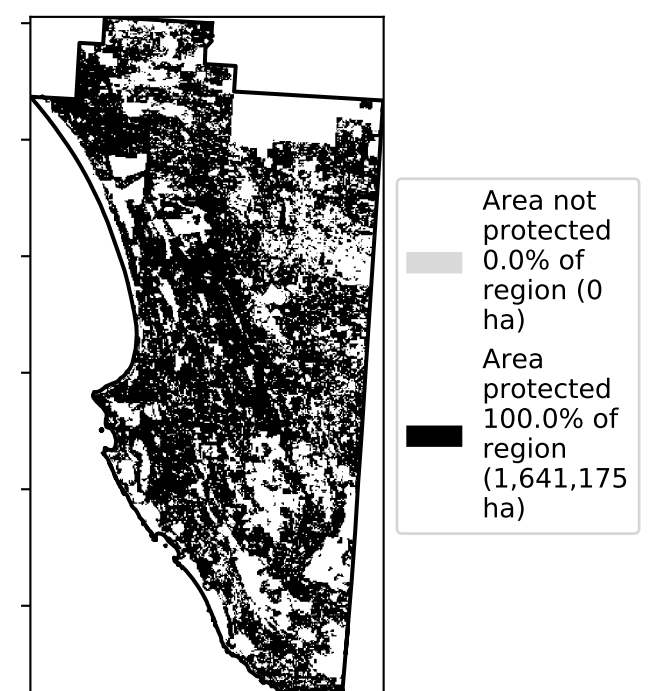 Area not
protected
0.0% of
region (0
ha)
Area
protected
100.0% of
region
(1,641,175
ha)